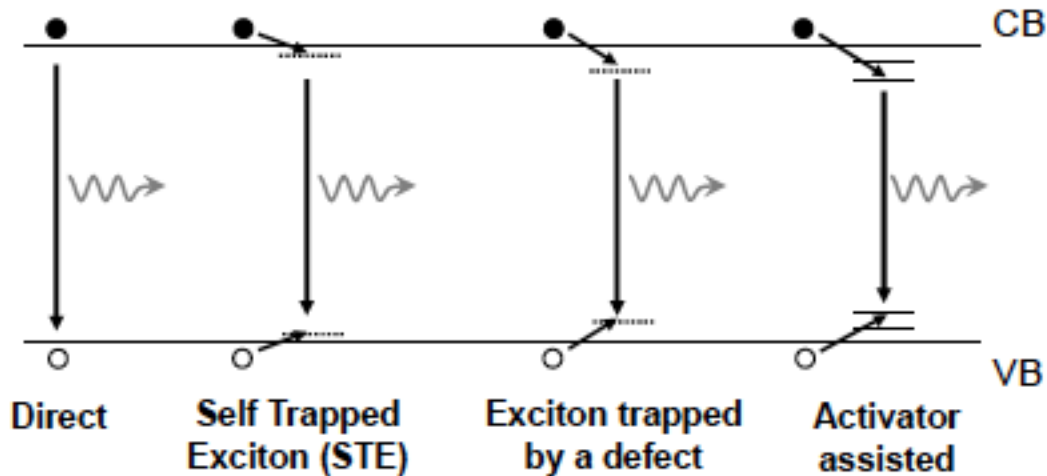 CB
VB
Direct
Self Trapped
Exciton (STE)
Exciton trapped
by a defect
Activator
assisted